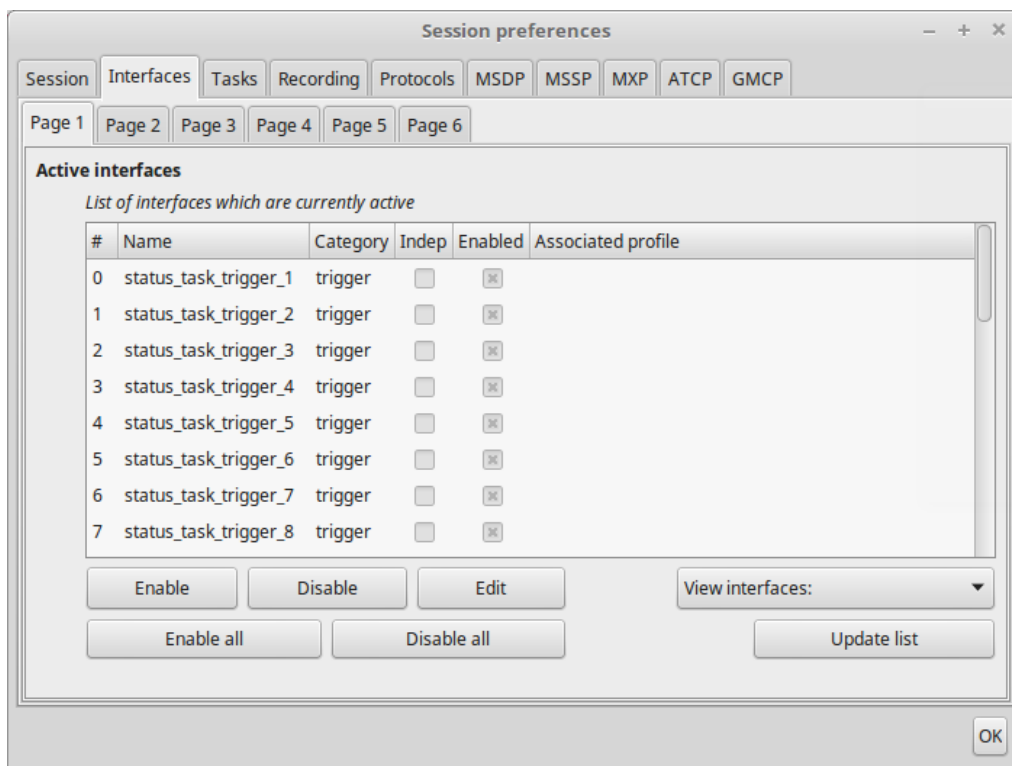 Session preferences
Session Interfaces Tasks Recording Protocols MSDP MSSP MXP ATCP GMCP
Page 1 Page 2 Page 3 Page 4 Page 5 Page 6
Active interfaces
List of interfaces which are currently active
# Name Category Indep Enabled Associated profile
0 status_task_trigger_1 trigger
1 status_task_trigger_2 trigger
2 status_task_trigger_3 trigger
3 status_task_trigger_4 trigger
4 status_task_trigger_5 trigger
5 status_task_trigger_6 trigger
6 status_task_trigger_7 trigger
7 status_task_trigger_8 trigger
Enable Disable Edit View interfaces:
Enable all Disable all Update list
OK